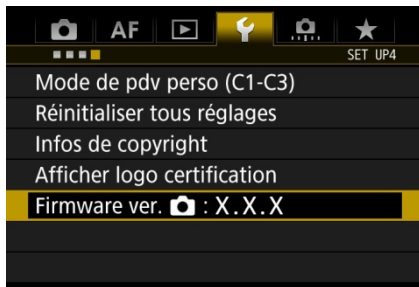 AF
SET UP4
Mode de pdv perso (C1-C3)
Réinitialiser tous réglages
Infos de copyright
Afficher logo certification
Firmware ver. : X.X.X